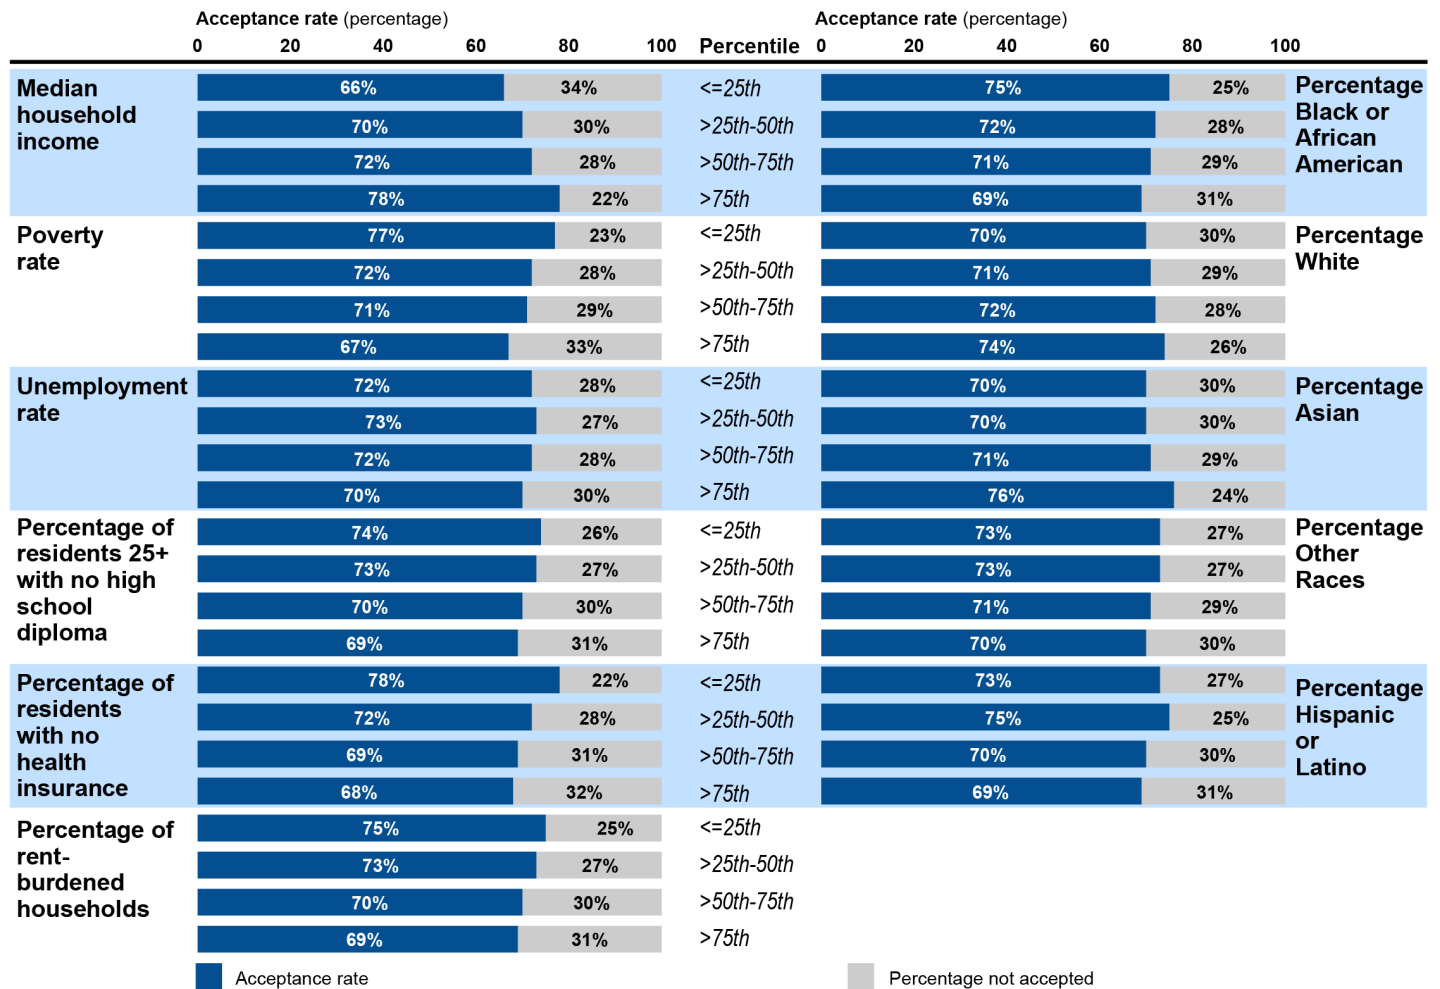 Acceptance rate (percentage) Acceptance rate (percentage)
0 20 40 60 80 100 Percentile 0 20 40 60 80 100
Median
household
income
66% 34% <=25th 75% 25%
70% 30% >25th-50th 72% 28%
72% 28% >50th-75th 71% 29%
78% 22% >75th 69% 31%
Percentage
Black or
African
American
Poverty
rate
77% 23% <=25th 70% 30%
72% 28% >25th-50th 71% 29%
71% 29% >50th-75th 72% 28%
67% 33% >75th 74% 26%
Percentage
White
Unemployment
rate
72% 28% <=25th 70% 30%
73% 27% >25th-50th 70% 30%
72% 28% >50th-75th 71% 29%
70% 30% >75th 76% 24%
Percentage
Asian
Percentage of
residents 25+
with no high
school
diploma
74% 26% <=25th 73% 27%
73% 27% >25th-50th 73% 27%
70% 30% >50th-75th 71% 29%
69% 31% >75th 70% 30%
Percentage
Other
Races
Percentage of
residents
with no
health
insurance
78% 22% <=25th 73% 27%
72% 28% >25th-50th 75% 25%
69% 31% >50th-75th 70% 30%
68% 32% >75th 69% 31%
Percentage
Hispanic
or
Latino
Percentage of
rent-
burdened
households
75% 25% <=25th
73% 27% >25th-50th
70% 30% >50th-75th
69% 31% >75th
Acceptance rate Percentage not accepted